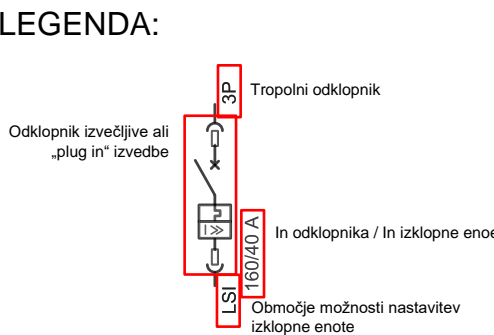 LEGENDA:
3P
Tropolni odklopnik
Odklopnik izvečljive ali
„plug in“ izvedbe
I≫
160/40 A
In odklopnika / In izklopne enoe
LSI
Območje možnosti nastavitev
izklopne enote